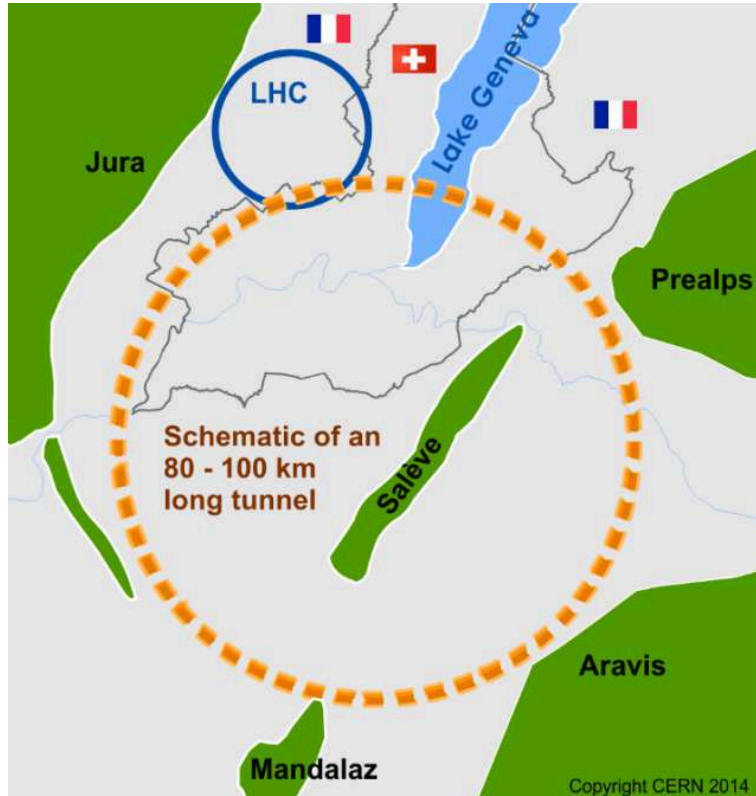 LHC
Lake Geneva
Jura
Prealps
Schematic of an
80 - 100 km
long tunnel
Salève
Aravis
Mandalaz
Copyright CERN 2014